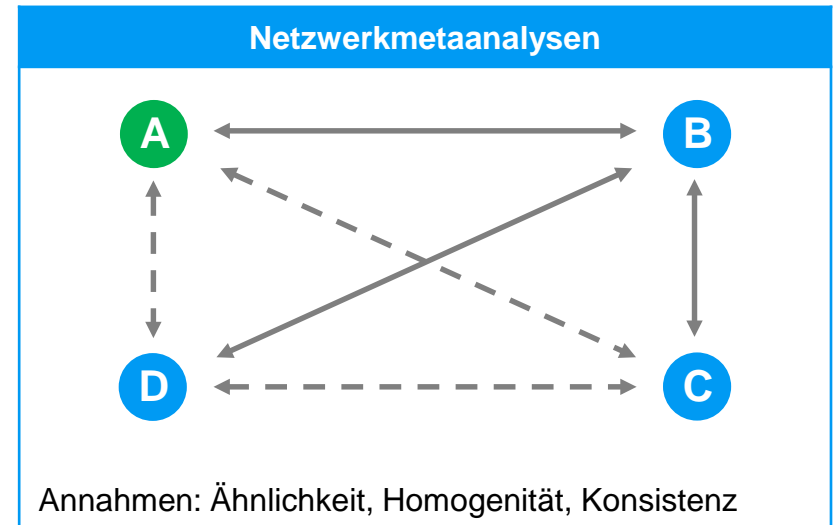 Netzwerkmetaanalysen
A
B
D
C
Annahmen: Ähnlichkeit, Homogenität, Konsistenz